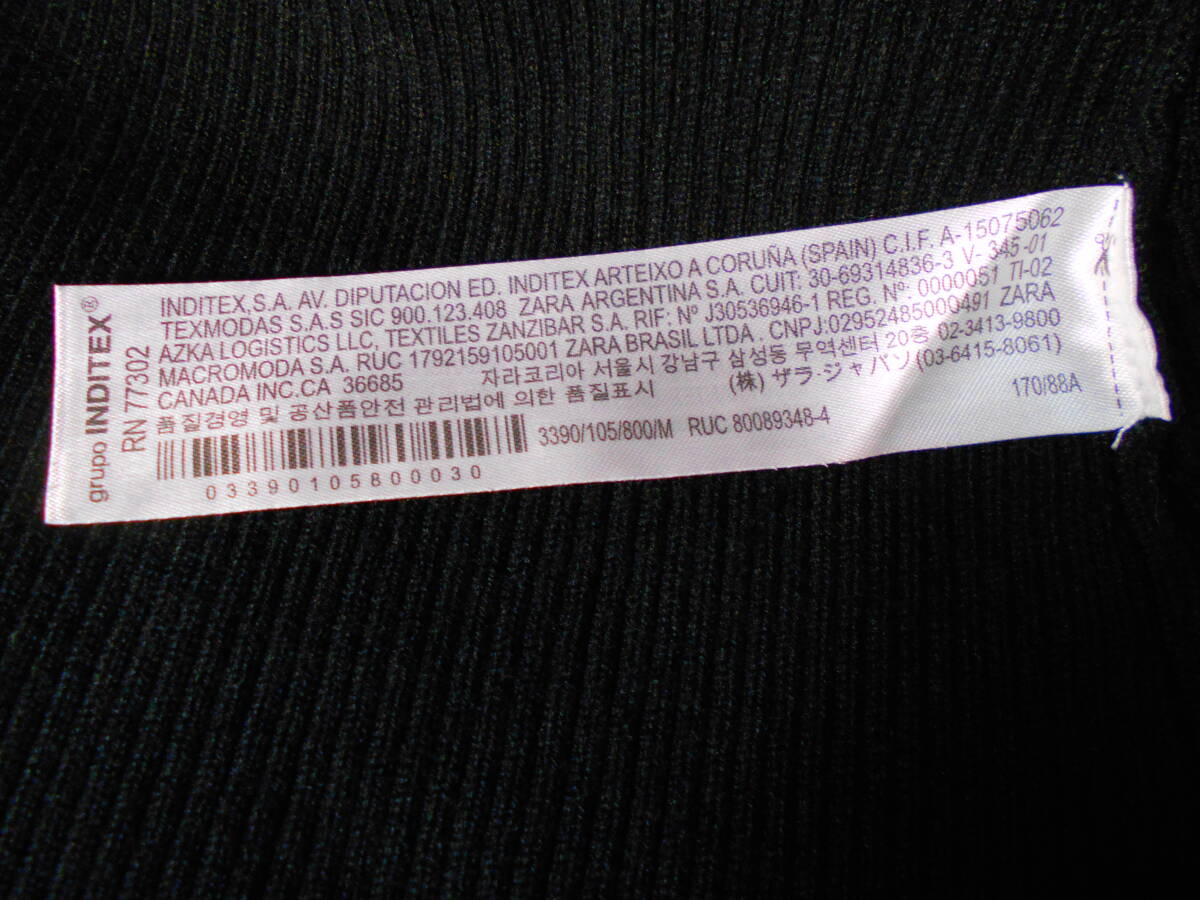 grupo INDITEX®
RN 77302
INDITEX,S.A. AV. DIPUTACION ED. INDITEX ARTEIXO A CORUÑA (SPAIN) C.I.F. A-15075062
TEXMODAS S.A.S SIC 900.123.408 ZARA ARGENTINA S.A. CUIT: 30-69314836-3 V- 345 -01
AZKA LOGISTICS LLC, TEXTILES ZANZIBAR S.A. RIF: Nº J30536946-1 REG. Nº: 0000051 TI-02
MACROMODA S.A. RUC 1792159105001 ZARA BRASIL LTDA . CNPJ:02952485000491 ZARA
CANADA INC.CA 36685 자라코리아 서울시 강남구 삼성동 무역센터 20층 02-3413-9800
품질경영 및 공산품안전 관리법에 의한 품질표시 (株) ザラ·ジャパン (03-6415-8061)
3390/105/800/M RUC 80089348-4 170/88A
03390105800030